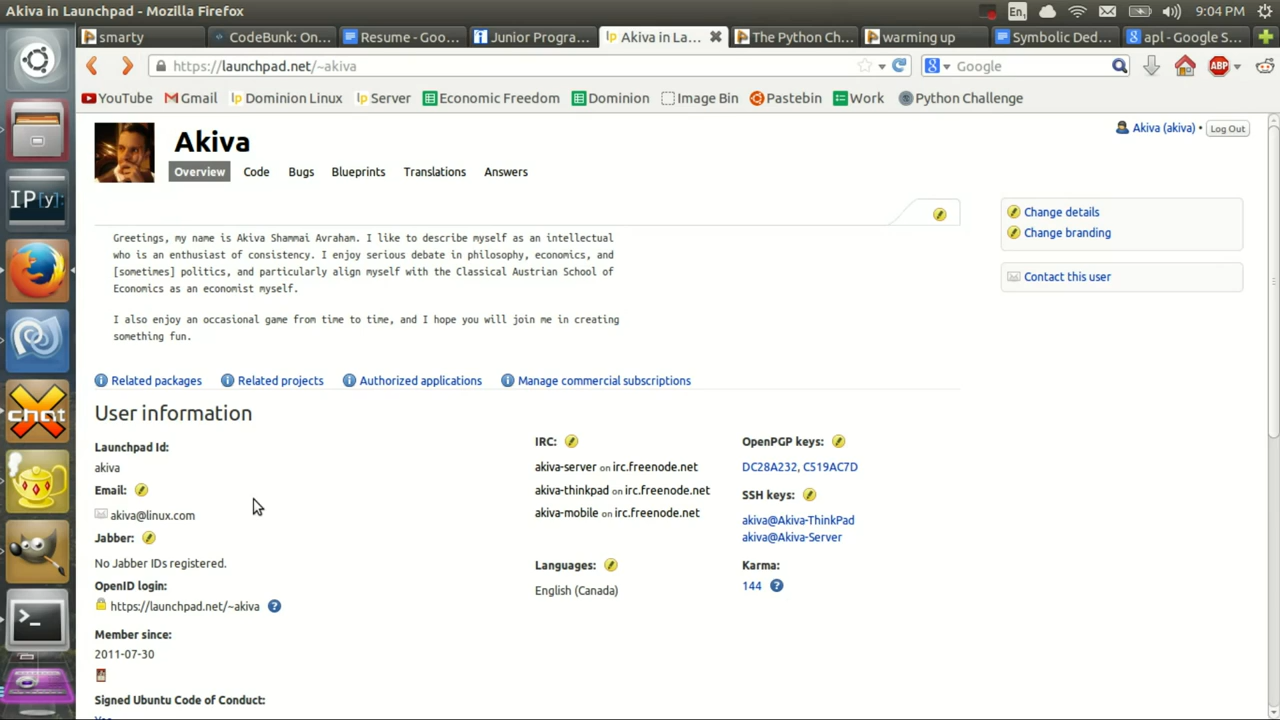 Akiva in Launchpad - Mozilla Firefox
En
9:04 PM
smarty
CodeBunk: On...
Resume - Goo...
Junior Progra...
Akiva in La...
The Python Ch...
warming up
Symbolic Ded...
apl - Google S...
https://launchpad.net/~akiva
Google
ABP
YouTube
Gmail
Dominion Linux
Server
Economic Freedom
Dominion
Image Bin
Pastebin
Work
Python Challenge
Akiva
Akiva (akiva) • Log Out
Overview Code Bugs Blueprints Translations Answers
Greetings, my name is Akiva Shammai Avraham. I like to describe myself as an intellectual
who is an enthusiast of consistency. I enjoy serious debate in philosophy, economics, and
[sometimes] politics, and particularly align myself with the Classical Austrian School of
Economics as an economist myself.
I also enjoy an occasional game from time to time, and I hope you will join me in creating
something fun.
Change details
Change branding
Contact this user
Related packages Related projects Authorized applications Manage commercial subscriptions
User information
Launchpad Id:
akiva
Email:
akiva@linux.com
Jabber:
No Jabber IDs registered.
OpenID login:
https://launchpad.net/~akiva
Member since:
2011-07-30
Signed Ubuntu Code of Conduct:
IRC:
akiva-server on irc.freenode.net
akiva-thinkpad on irc.freenode.net
akiva-mobile on irc.freenode.net
Languages:
English (Canada)
OpenPGP keys:
DC28A232, C519AC7D
SSH keys:
akiva@Akiva-ThinkPad
akiva@Akiva-Server
Karma:
144
IP[y]:
chat